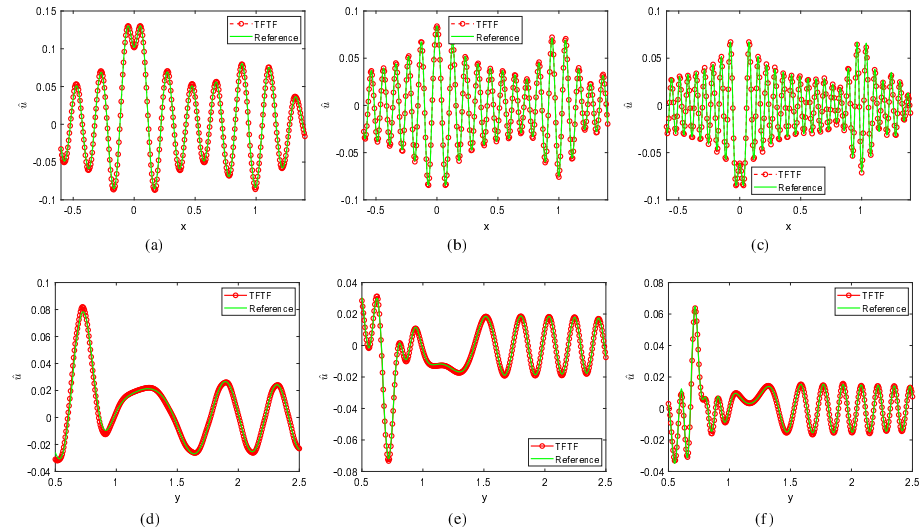 0.15
0.1
0.05
0
-0.05
-0.1
û
-0.5 0 0.5 1
x
TFTF
Reference
(a)
0.1
0.05
0
-0.05
-0.1
û
-0.5 0 0.5 1
x
TFTF
Reference
(b)
0.1
0.05
0
-0.05
-0.1
û
-0.5 0 0.5 1
x
TFTF
Reference
(c)
0.1
0.08
0.06
0.04
0.02
0
-0.02
-0.04
û
0.5 1 1.5 2 2.5
y
TFTF
Reference
(d)
0.04
0.02
0
-0.02
-0.04
-0.06
-0.08
û
0.5 1 1.5 2 2.5
y
TFTF
Reference
(e)
0.08
0.06
0.04
0.02
0
-0.02
-0.04
û
0.5 1 1.5 2 2.5
y
TFTF
Reference
(f)